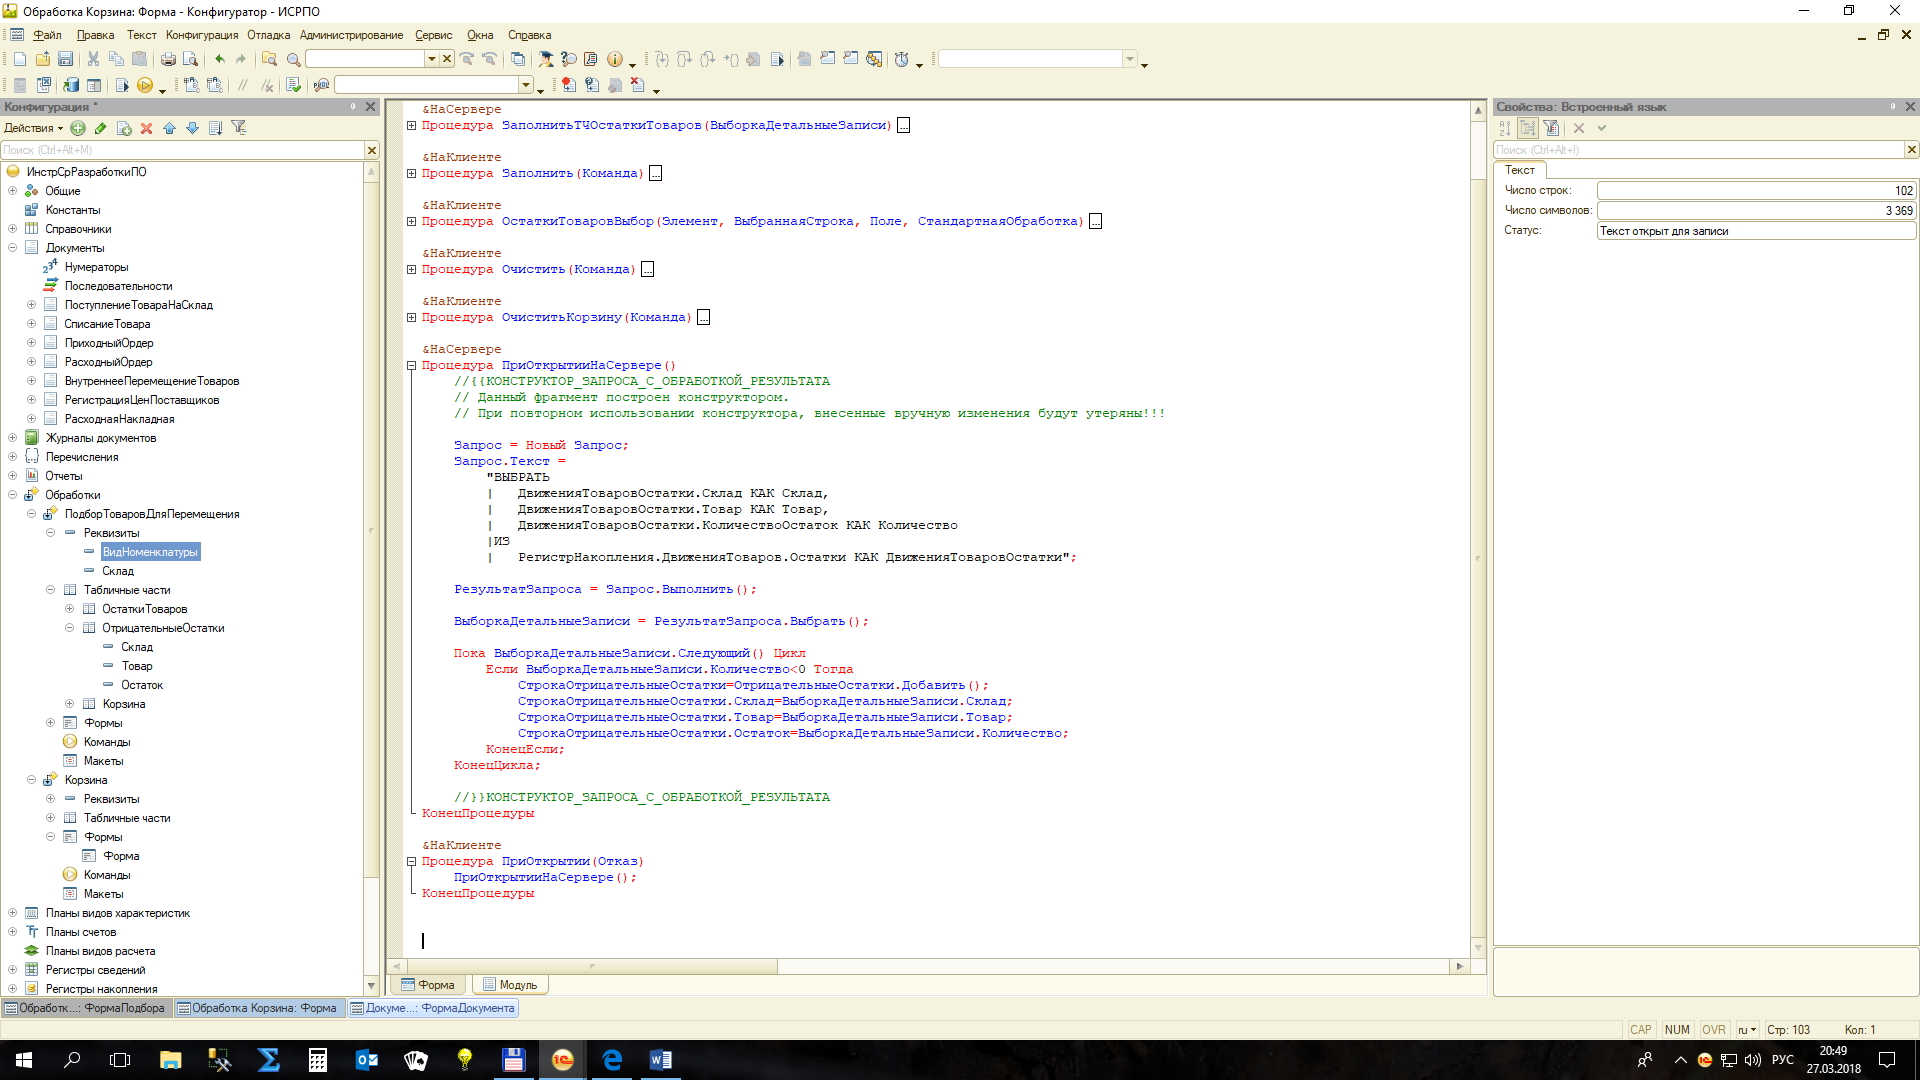 Обработка Корзина: Форма - Конфигуратор - ИСРПО
Файл Правка Текст Конфигурация Отладка Администрирование Сервис Окна Справка
Конфигурация *
Действия
Поиск (Ctrl+Alt+M)
ИнстрСрРазработкиПО
Общие
Константы
Справочники
Документы
Нумераторы
Последовательности
ПоступлениеТовараНаСклад
СписаниеТовара
ПриходныйОрдер
РасходныйОрдер
ВнутреннееПеремещениеТоваров
РегистрацияЦенПоставщиков
РасходнаяНакладная
Журналы документов
Перечисления
Отчеты
Обработки
ПодборТоваровДляПеремещения
Реквизиты
ВидНоменклатуры
Склад
Табличные части
ОстаткиТоваров
ОтрицательныеОстатки
Склад
Товар
Остаток
Корзина
Формы
Команды
Макеты
Корзина
Реквизиты
Табличные части
Формы
Форма
Команды
Макеты
Планы видов характеристик
Планы счетов
Планы видов расчета
Регистры сведений
Регистры накопления
&НаСервере
Процедура ЗаполнитьТЧОстаткиТоваров(ВыборкаДетальныеЗаписи) ...
&НаКлиенте
Процедура Заполнить(Команда) ...
&НаКлиенте
Процедура ОстаткиТоваровВыбор(Элемент, ВыбраннаяСтрока, Поле, СтандартнаяОбработка) ...
&НаКлиенте
Процедура Очистить(Команда) ...
&НаКлиенте
Процедура ОчиститьКорзину(Команда) ...
&НаСервере
Процедура ПриОткрытииНаСервере()
//{{КОНСТРУКТОР_ЗАПРОСА_С_ОБРАБОТКОЙ_РЕЗУЛЬТАТА
// Данный фрагмент построен конструктором.
// При повторном использовании конструктора, внесенные вручную изменения будут утеряны!!!
Запрос = Новый Запрос;
Запрос.Текст =
"ВЫБРАТЬ
| ДвиженияТоваровОстатки.Склад КАК Склад,
| ДвиженияТоваровОстатки.Товар КАК Товар,
| ДвиженияТоваровОстатки.КоличествоОстаток КАК Количество
|ИЗ
| РегистрНакопления.ДвиженияТоваров.Остатки КАК ДвиженияТоваровОстатки";
РезультатЗапроса = Запрос.Выполнить();
ВыборкаДетальныеЗаписи = РезультатЗапроса.Выбрать();
Пока ВыборкаДетальныеЗаписи.Следующий() Цикл
Если ВыборкаДетальныеЗаписи.Количество<0 Тогда
СтрокаОтрицательныеОстатки=ОтрицательныеОстатки.Добавить();
СтрокаОтрицательныеОстатки.Склад=ВыборкаДетальныеЗаписи.Склад;
СтрокаОтрицательныеОстатки.Товар=ВыборкаДетальныеЗаписи.Товар;
СтрокаОтрицательныеОстатки.Остаток=ВыборкаДетальныеЗаписи.Количество;
КонецЕсли;
КонецЦикла;
//}}КОНСТРУКТОР_ЗАПРОСА_С_ОБРАБОТКОЙ_РЕЗУЛЬТАТА
КонецПроцедуры
&НаКлиенте
Процедура ПриОткрытии(Отказ)
ПриОткрытииНаСервере();
КонецПроцедуры
Форма Модуль
Свойства: Встроенный язык
Поиск (Ctrl+Alt+I)
Текст
Число строк: 102
Число символов: 3 369
Статус: Текст открыт для записи
Обработк...: ФормаПодбора Обработка Корзина: Форма Докуме...: ФормаДокумента
CAP NUM OVR ru Стр: 103 Кол: 1
РУС
20:49
27.03.2018